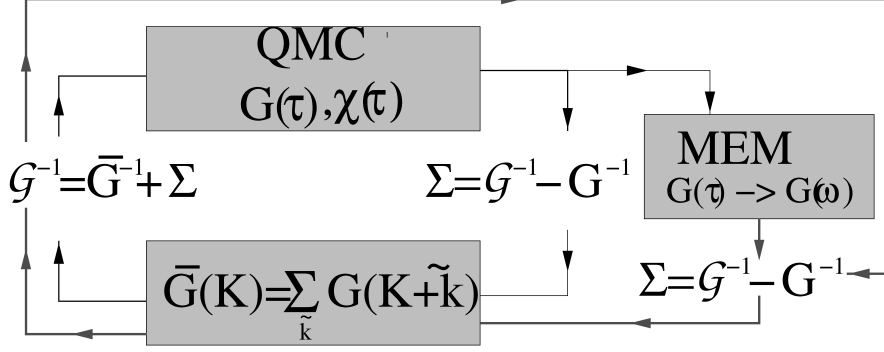 QMC
G(τ),χ(τ)
MEM
G(τ) –> G(ω)
𝒢⁻¹=G̅⁻¹+Σ
Σ=𝒢⁻¹–G⁻¹
G̅(K)=Σ G(K+k̃)
k̃
Σ=𝒢⁻¹–G⁻¹